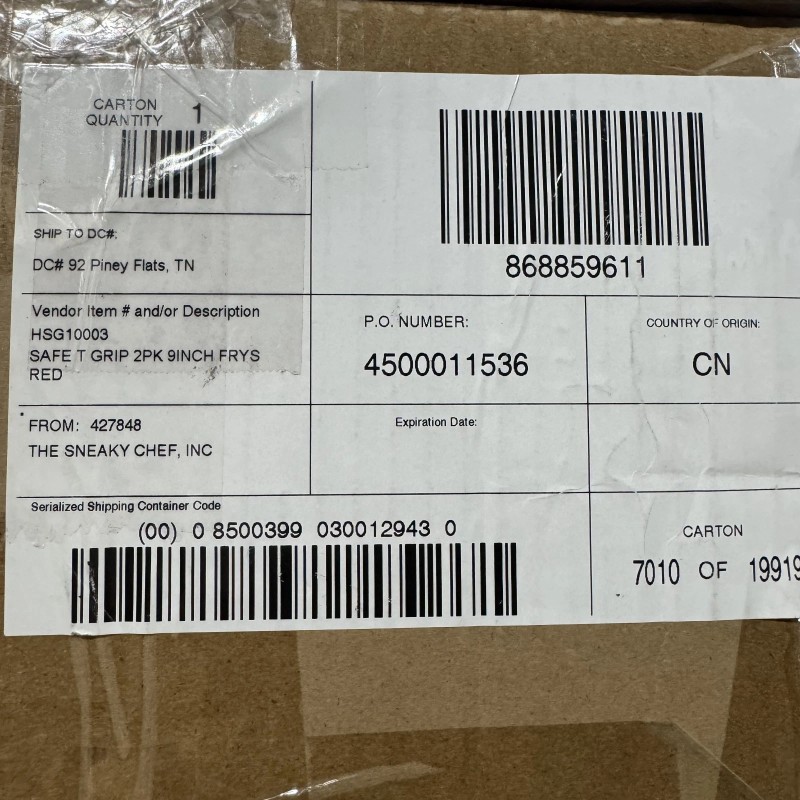 CARTON
QUANTITY 1
868859611
SHIP TO DC#:
DC# 92 Piney Flats, TN
Vendor Item # and/or Description
HSG10003
SAFE T GRIP 2PK 9INCH FRYS
RED
P.O. NUMBER:
4500011536
COUNTRY OF ORIGIN:
CN
FROM: 427848
THE SNEAKY CHEF, INC
Expiration Date:
Serialized Shipping Container Code
(00) 0 8500399 030012943 0
CARTON
7010 OF 19919